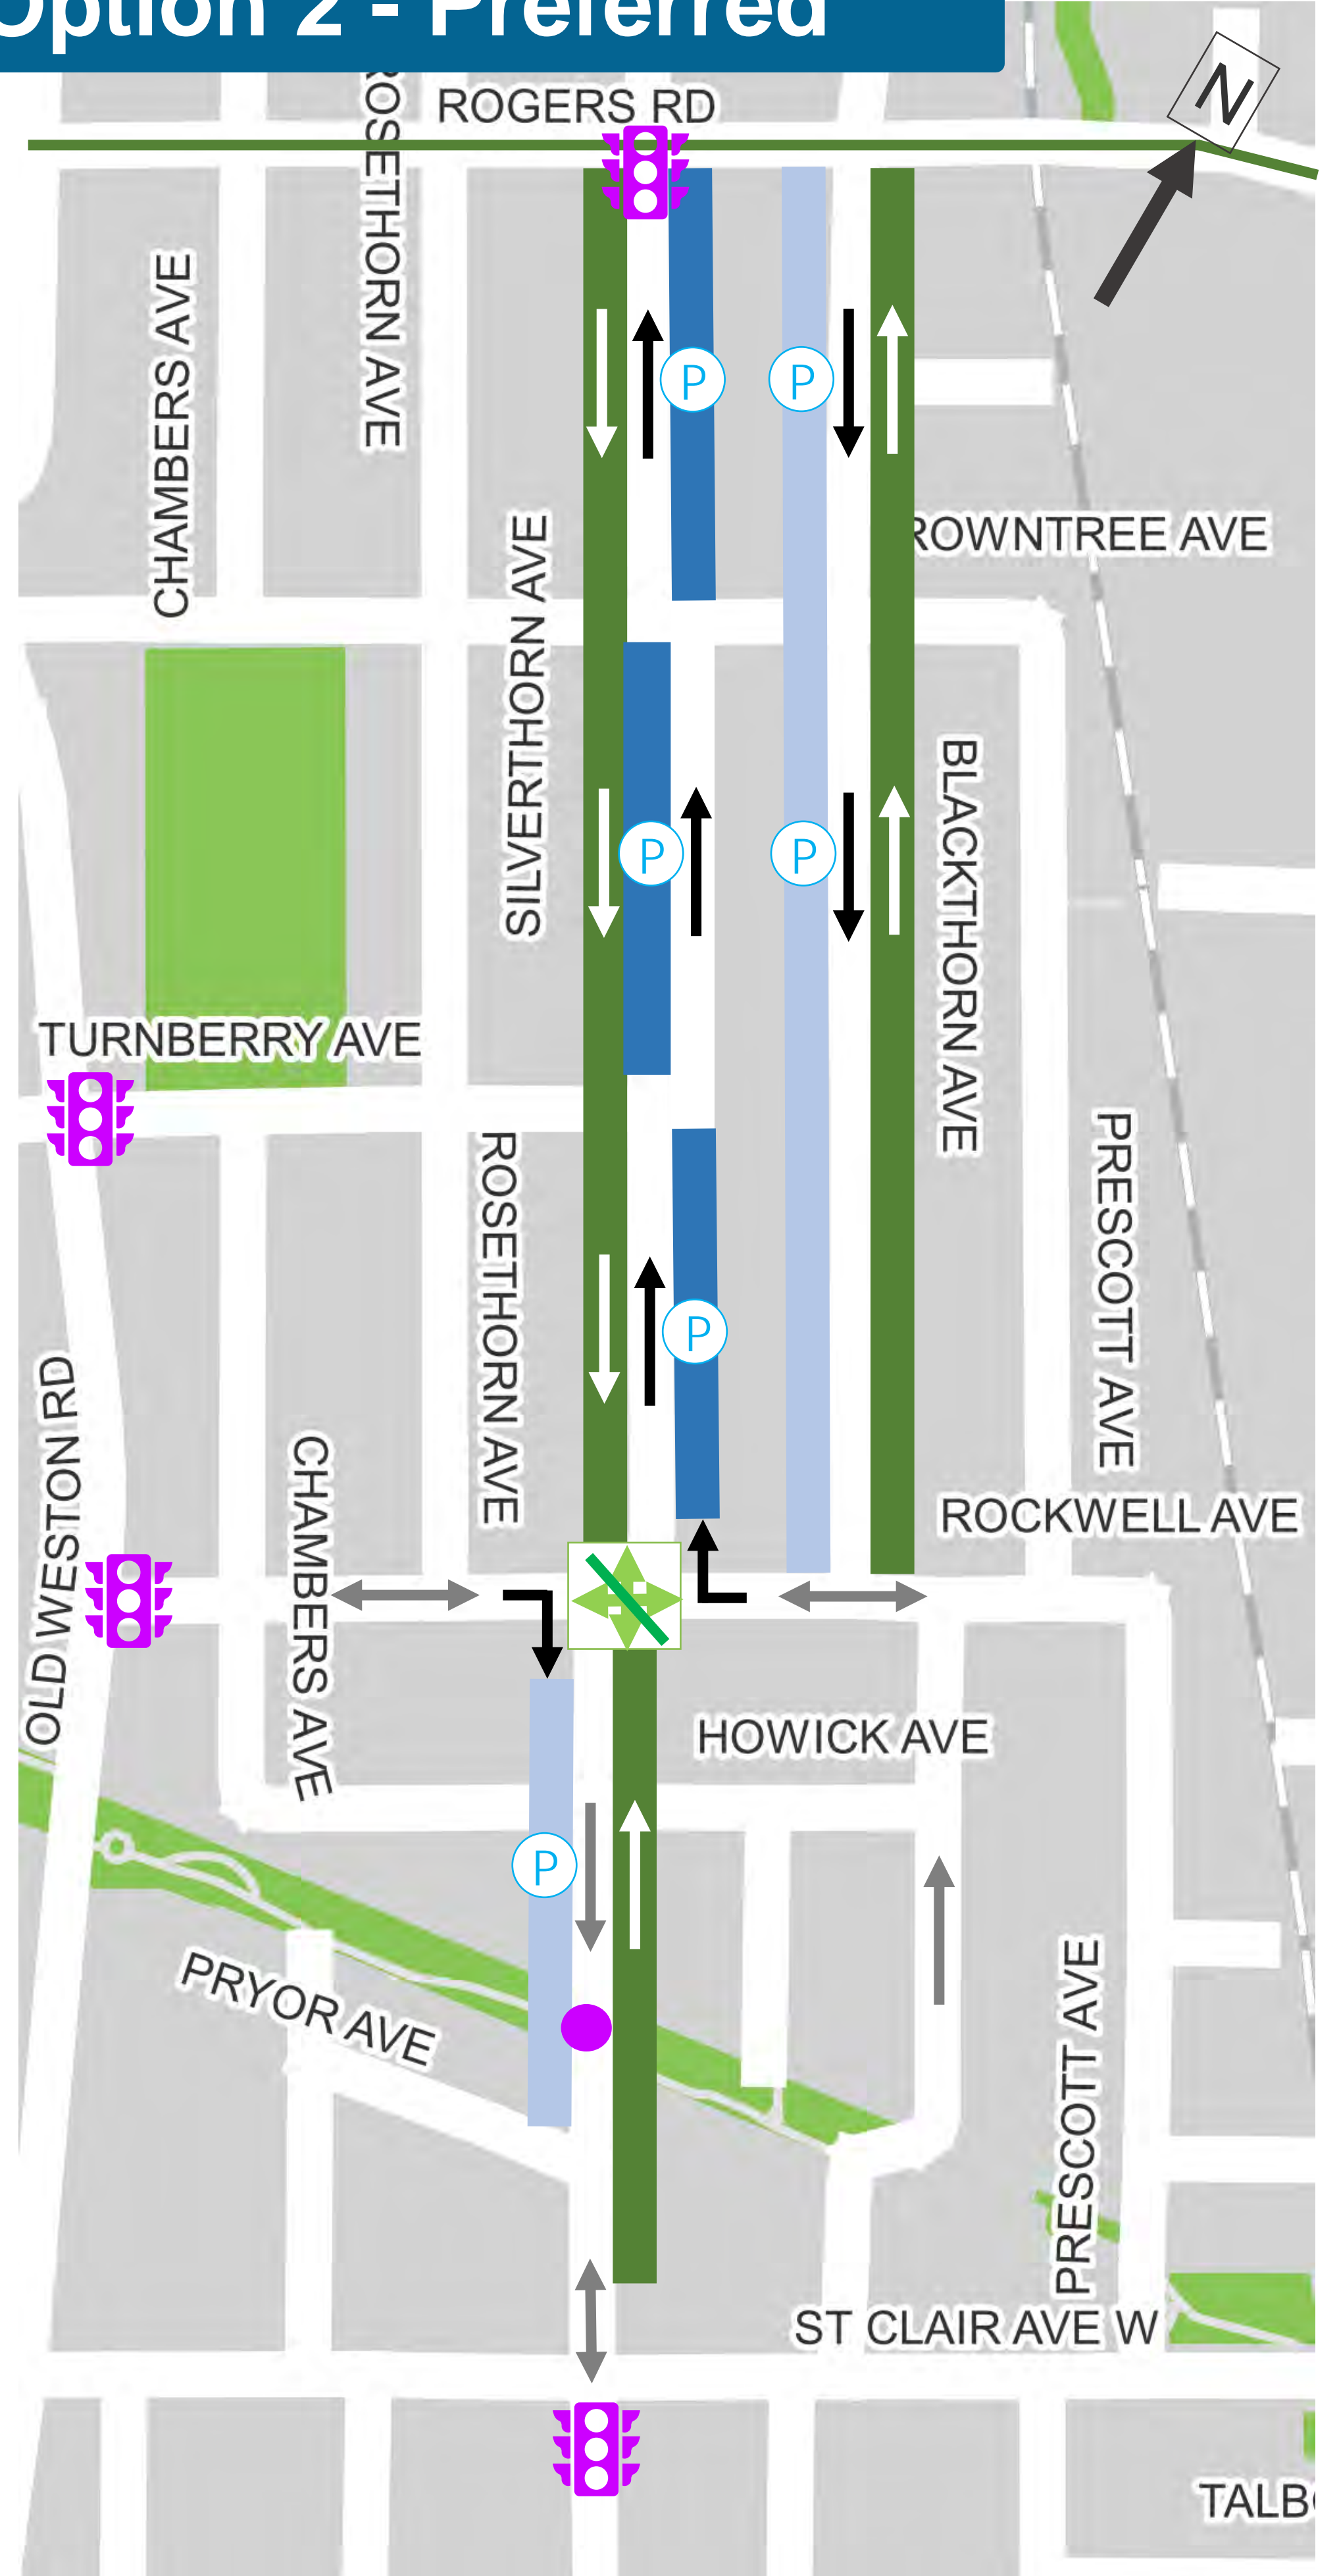 Option 2 - Preferred
N
ROGERS RD
ROSETHORN AVE
CHAMBERS AVE
P
P
ROWNTREE AVE
SILVERTHORN AVE
BLACKTHORN AVE
P
P
TURNBERRY AVE
PRESCOTT AVE
ROSETHORN AVE
P
OLD WESTON RD
CHAMBERS AVE
ROCKWELL AVE
HOWICK AVE
P
PRYOR AVE
PRESCOTT AVE
ST CLAIR AVE W
TALB